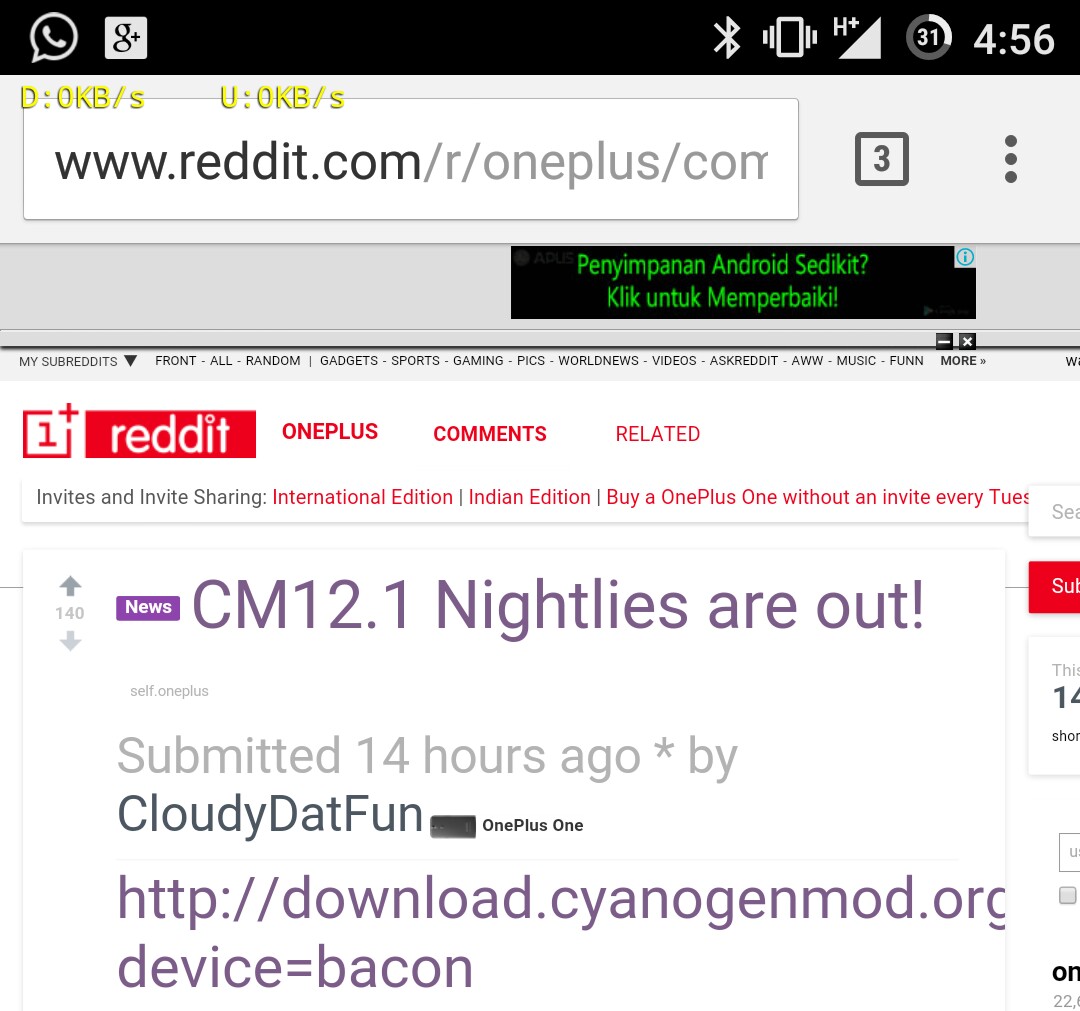 g+ H+ 31 4:56
D:0KB/s U:0KB/s
www.reddit.com/r/oneplus/com
3
APUS
Penyimpanan Android Sedikit?
Klik untuk Memperbaiki!
MY SUBREDDITS ▼ FRONT - ALL - RANDOM | GADGETS - SPORTS - GAMING - PICS - WORLDNEWS - VIDEOS - ASKREDDIT - AWW - MUSIC - FUNN MORE » wa
1+ reddit ONEPLUS COMMENTS RELATED
Invites and Invite Sharing: International Edition | Indian Edition | Buy a OnePlus One without an invite every Tues
Sea
Sub
140
News CM12.1 Nightlies are out!
self.oneplus
Submitted 14 hours ago * by
CloudyDatFun OnePlus One
http://download.cyanogenmod.org
device=bacon
This
14
shor
us
on
22,6